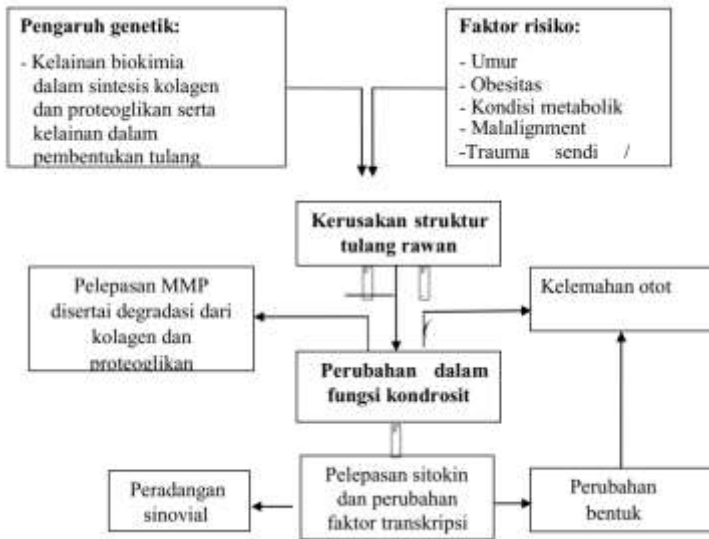 Pengaruh genetik:
- Kelainan biokimia
dalam sintesis kolagen
dan proteoglikan serta
kelainan dalam
pembentukan tulang
Faktor risiko:
- Umur
- Obesitas
- Kondisi metabolik
- Malalignment
-Trauma sendi /
Kerusakan struktur
tulang rawan
Pelepasan MMP
disertai degradasi dari
kolagen dan
proteoglikan
Kelemahan otot
Perubahan dalam
fungsi kondrosit
Peradangan
sinovial
Pelepasan sitokin
dan perubahan
faktor transkripsi
Perubahan
bentuk